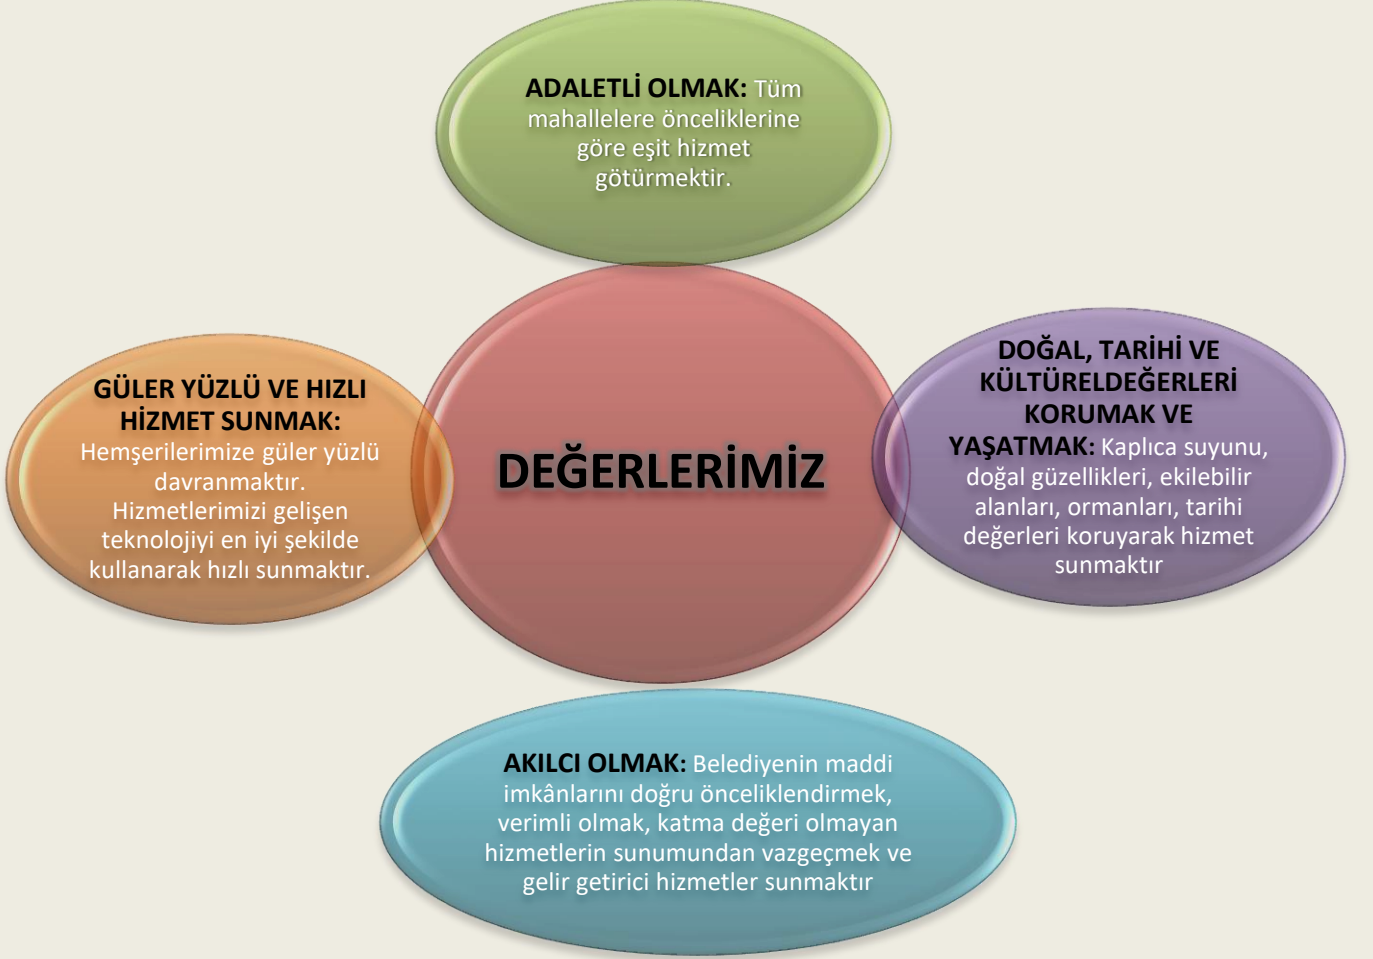 ADALETLİ OLMAK: Tüm
mahallelere önceliklerine
göre eşit hizmet
götürmektir.
GÜLER YÜZLÜ VE HIZLI
HİZMET SUNMAK:
Hemşerilerimize güler yüzlü
davranmaktır.
Hizmetlerimizi gelişen
teknolojiyi en iyi şekilde
kullanarak hızlı sunmaktır.
DEĞERLERİMİZ
DOĞAL, TARİHİ VE
KÜLTÜRELDEĞERLERİ
KORUMAK VE
YAŞATMAK: Kaplıca suyunu,
doğal güzellikleri, ekilebilir
alanları, ormanları, tarihi
değerleri koruyarak hizmet
sunmaktır
AKILCI OLMAK: Belediyenin maddi
imkânlarını doğru önceliklendirmek,
verimli olmak, katma değeri olmayan
hizmetlerin sunumundan vazgeçmek ve
gelir getirici hizmetler sunmaktır